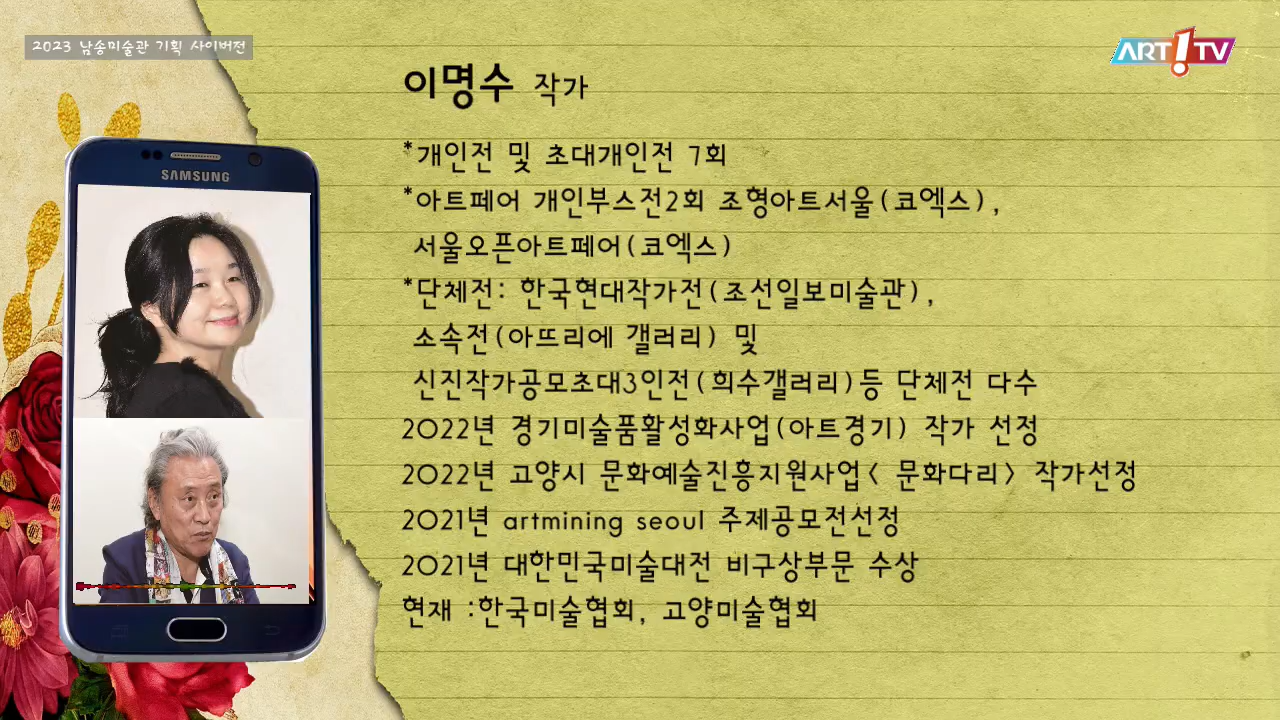 2023 남송미술관 기획 사이버전
ART!TV
이명수 작가
*개인전 및 초대개인전 7회
*아트페어 개인부스전2회 조형아트서울(코엑스),
서울오픈아트페어(코엑스)
*단체전: 한국현대작가전(조선일보미술관),
소속전(아뜨리에 갤러리) 및
신진작가공모초대3인전(희수갤러리)등 단체전 다수
2022년 경기미술품활성화사업(아트경기) 작가 선정
2022년 고양시 문화예술진흥지원사업< 문화다리> 작가선정
2021년 artmining seoul 주제공모전선정
2021년 대한민국미술대전 비구상부문 수상
현재 :한국미술협회, 고양미술협회
SAMSUNG